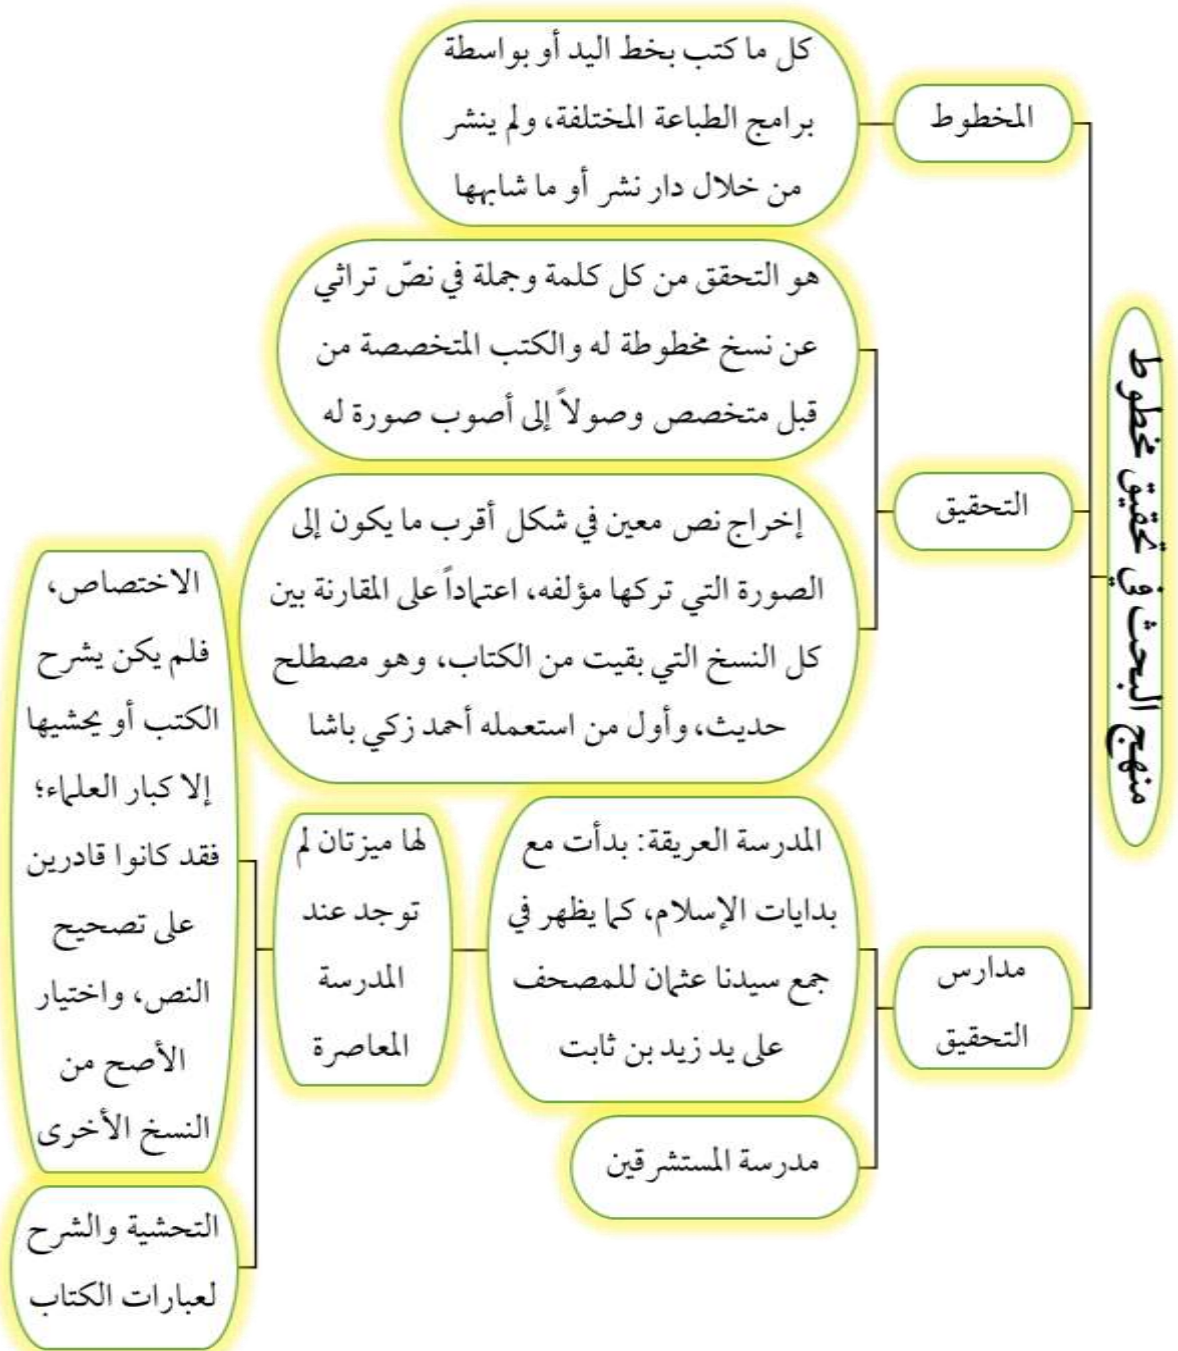 منهج البحث في تحقيق مخطوط
المخطوط
كل ما كتب بخط اليد أو بواسطة
برامج الطباعة المختلفة، ولم ينشر
من خلال دار نشر أو ما شابهها
التحقيق
هو التحقق من كل كلمة وجملة في نصّ تراثي
عن نسخ مخطوطة له والكتب المتخصصة من
قبل متخصص وصولاً إلى أصوب صورة له
إخراج نص معين في شكل أقرب ما يكون إلى
الصورة التي تركها مؤلفه، اعتماداً على المقارنة بين
كل النسخ التي بقيت من الكتاب، وهو مصطلح
حديث، وأول من استعمله أحمد زكي باشا
مدارس
التحقيق
المدرسة العريقة: بدأت مع
بدايات الإسلام، كما يظهر في
جمع سيدنا عثمان للمصحف
على يد زيد بن ثابت
لها ميزتان لم
توجد عند
المدرسة
المعاصرة
الاختصاص،
فلم يكن يشرح
الكتب أو يحشيها
إلا كبار العلماء؛
فقد كانوا قادرين
على تصحيح
النص، واختيار
الأصح من
النسخ الأخرى
التحشية والشرح
لعبارات الكتاب
مدرسة المستشرقين